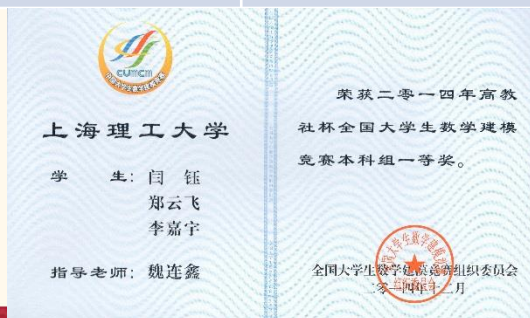 CUMCM
上海理工大学
学 生: 闫 钰
郑云飞
李嘉宇
指导老师: 魏连鑫
荣获二零一四年高教
社杯全国大学生数学建模
竞赛本科组一等奖。
全国大学生数学建模竞赛组织委员会
二零一四年十二月